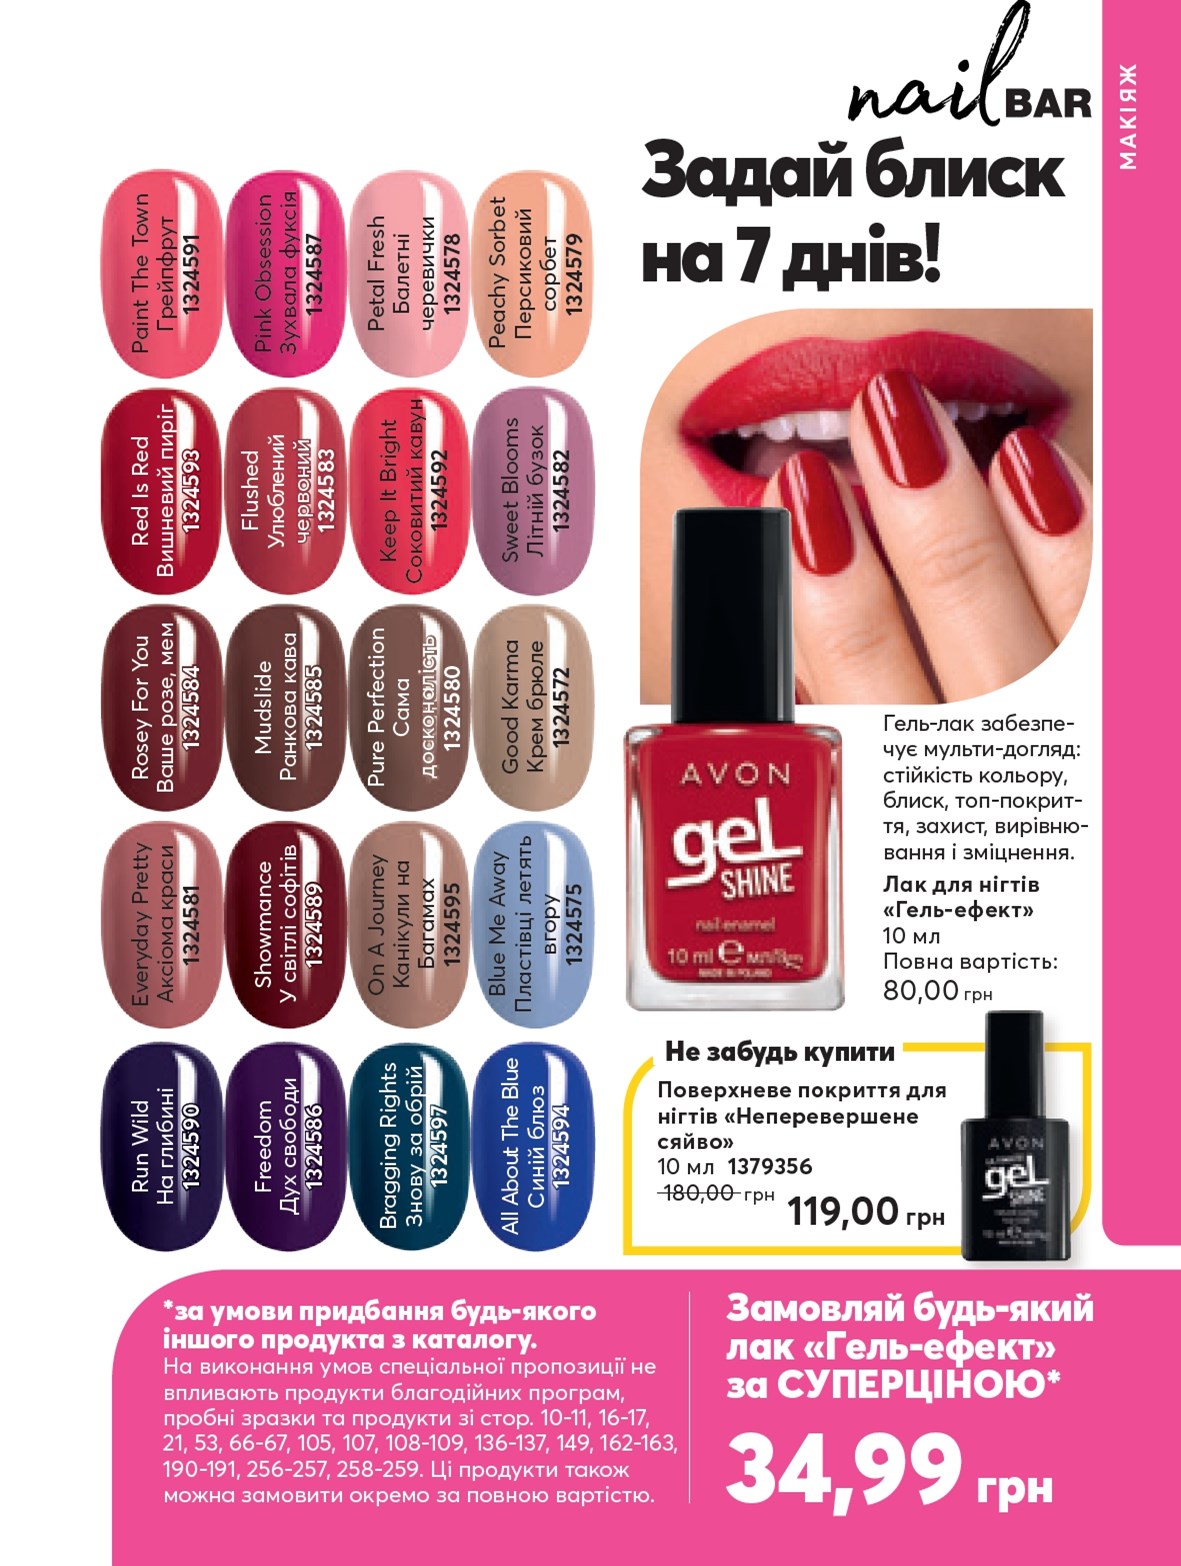 nail BAR
МАКІЯЖ
Задай блиск
на 7 днів!
Paint The Town
Грейпфрут
1324591
Pink Obsession
Зухвала фуксія
1324587
Petal Fresh
Балетні
черевички
1324578
Peachy Sorbet
Персиковий
сорбет
1324579
Red Is Red
Вишневий пиріг
1324593
Flushed
Улюблений
червоний
1324583
Keep It Bright
Соковитий кавун
1324592
Sweet Blooms
Літній бузок
1324582
Rosey For You
Ваше розе, мем
1324584
Mudslide
Ранкова кава
1324585
Pure Perfection
Сама
досконалість
1324580
Good Karma
Крем брюле
1324572
Everyday Pretty
Аксіома краси
1324581
Showmance
У світлі софітів
1324589
On A Journey
Канікули на
Багамах
1324595
Blue Me Away
Пластівці летять
вгору
1324575
Run Wild
На глибині
1324590
Freedom
Дух свободи
1324586
Bragging Rights
Знову за обрій
1324597
All About The Blue
Синій блюз
1324594
AVON
gel
SHINE
nail enamel
10 ml e мл
MADE IN POLAND
Гель-лак забезпе-
чує мульти-догляд:
стійкість кольору,
блиск, топ-покрит-
тя, захист, вирівню-
вання і зміцнення.
Лак для нігтів
«Гель-ефект»
10 мл
Повна вартість:
80,00 грн
Не забудь купити
Поверхневе покриття для
нігтів «Неперевершене
сяйво»
10 мл 1379356
180,00 грн
119,00 грн
AVON
gel
SHINE
*за умови придбання будь-якого
іншого продукта з каталогу.
На виконання умов спеціальної пропозиції не
впливають продукти благодійних програм,
пробні зразки та продукти зі стор. 10-11, 16-17,
21, 53, 66-67, 105, 107, 108-109, 136-137, 149, 162-163,
190-191, 256-257, 258-259. Ці продукти також
можна замовити окремо за повною вартістю.
Замовляй будь-який
лак «Гель-ефект»
за СУПЕРЦІНОЮ*
34,99 грн